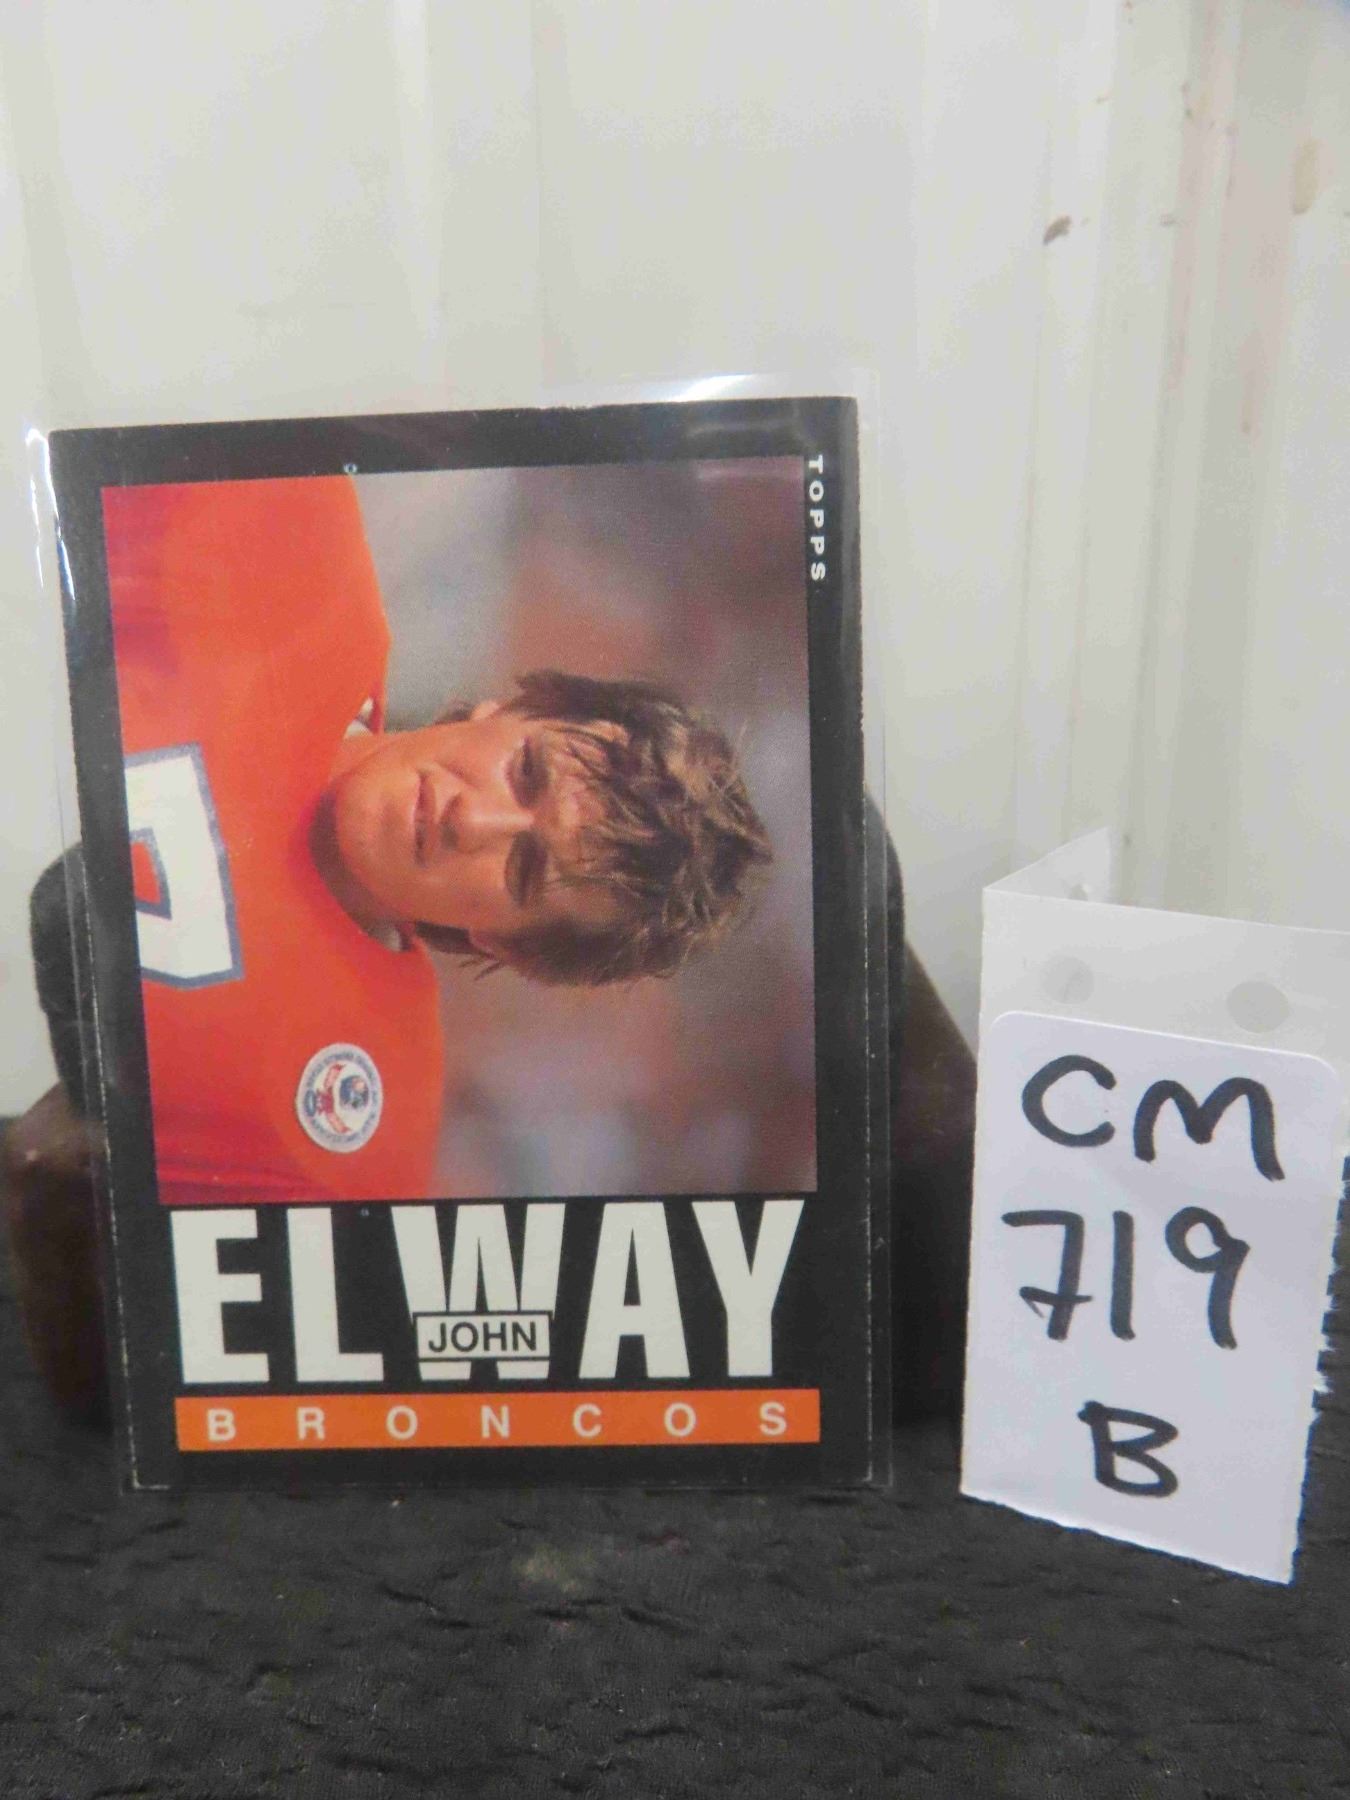 TOPPS
ELWAY
JOHN
BRONCOS
CM
719
B